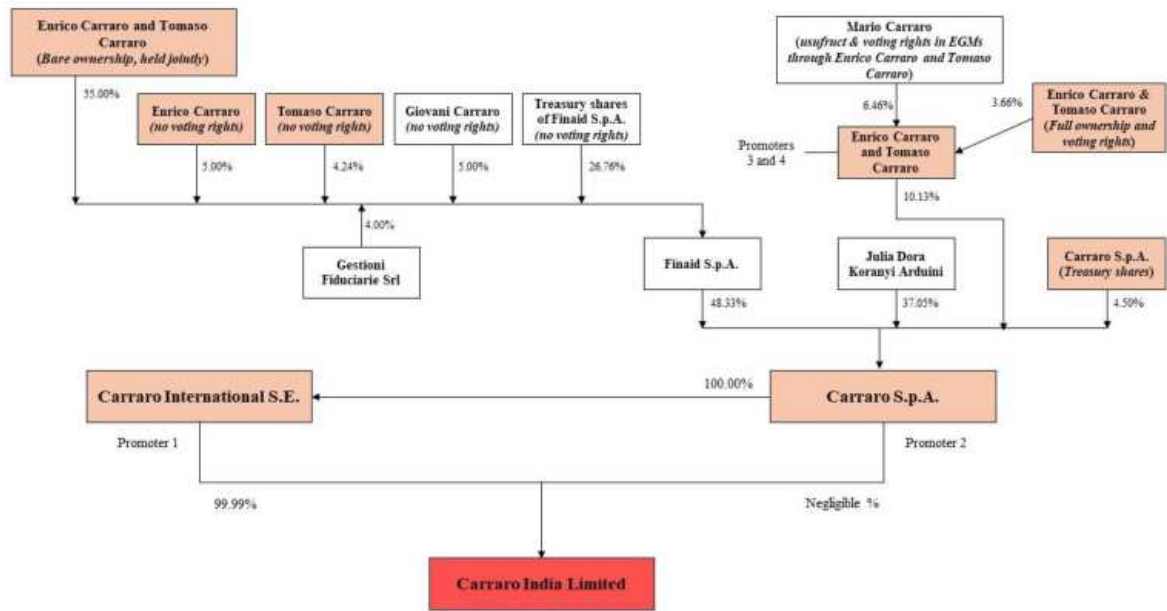 Enrico Carraro and Tomaso
Carraro
(Bare ownership, held jointly)
Mario Carraro
(usufruct & voting rights in EGMs
through Enrico Carraro and Tomaso
Carraro)
55.00%
Enrico Carraro
(no voting rights)
Tomaso Carraro
(no voting rights)
Giovani Carraro
(no voting rights)
Treasury shares
of Finaid S.p.A.
(no voting rights)
6.46%
3.66%
Enrico Carraro &
Tomaso Carraro
(Full ownership and
voting rights)
Promoters
3 and 4
Enrico Carraro
and Tomaso
Carraro
5.00%
4.24%
5.00%
26.76%
10.13%
4.00%
Gestioni
Fiduciarie Srl
Finaid S.p.A.
Julia Dora
Koranyi Arduini
Carraro S.p.A.
(Treasury shares)
48.33%
37.05%
4.50%
Carraro International S.E.
100.00%
Carraro S.p.A.
Promoter 1
Promoter 2
99.99%
Negligible %
Carraro India Limited